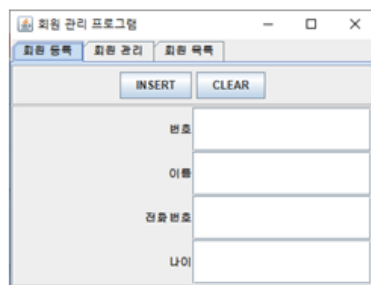 회원 관리 프로그램
회원 등록 회원 관리 회원 목록
INSERT CLEAR
번호
이름
전화번호
나이